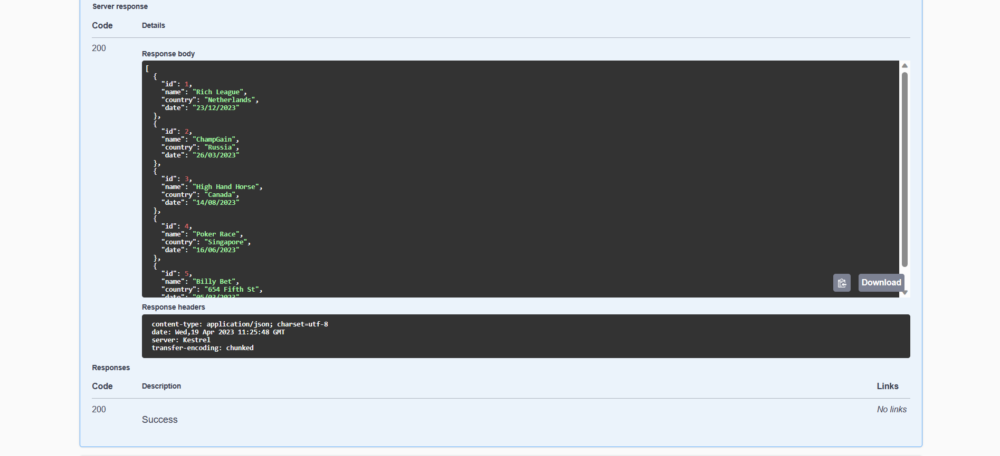 Server response
Code Details
200
Response body
[
  {
    "id": 1,
    "name": "Rich League",
    "country": "Netherlands",
    "date": "23/12/2023"
  },
  {
    "id": 2,
    "name": "ChampGain",
    "country": "Russia",
    "date": "26/03/2023"
  },
  {
    "id": 3,
    "name": "High Hand Horse",
    "country": "Canada",
    "date": "14/08/2023"
  },
  {
    "id": 4,
    "name": "Poker Race",
    "country": "Singapore",
    "date": "16/06/2023"
  },
  {
    "id": 5,
    "name": "Billy Bet",
    "country": "654 Fifth St",
    "date": "05/03/2023"
Download
Response headers
content-type: application/json; charset=utf-8
date: Wed,19 Apr 2023 11:25:48 GMT
server: Kestrel
transfer-encoding: chunked
Responses
Code Description Links
200 No links
Success